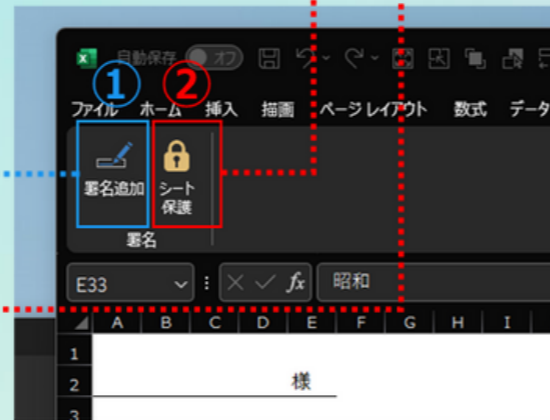 自動保存 オフ
① ②
ファイル ホーム 挿入 描画 ページ レイアウト 数式 データ
署名追加 シート
保護
署名
E33 fx 昭和
A B C D E F G H I
1
2 様
3